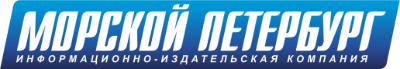 МОРСКОЙ ПЕТЕРБУРГ
ИНФОРМАЦИОННО-ИЗДАТЕЛЬСКАЯ КОМПАНИЯ